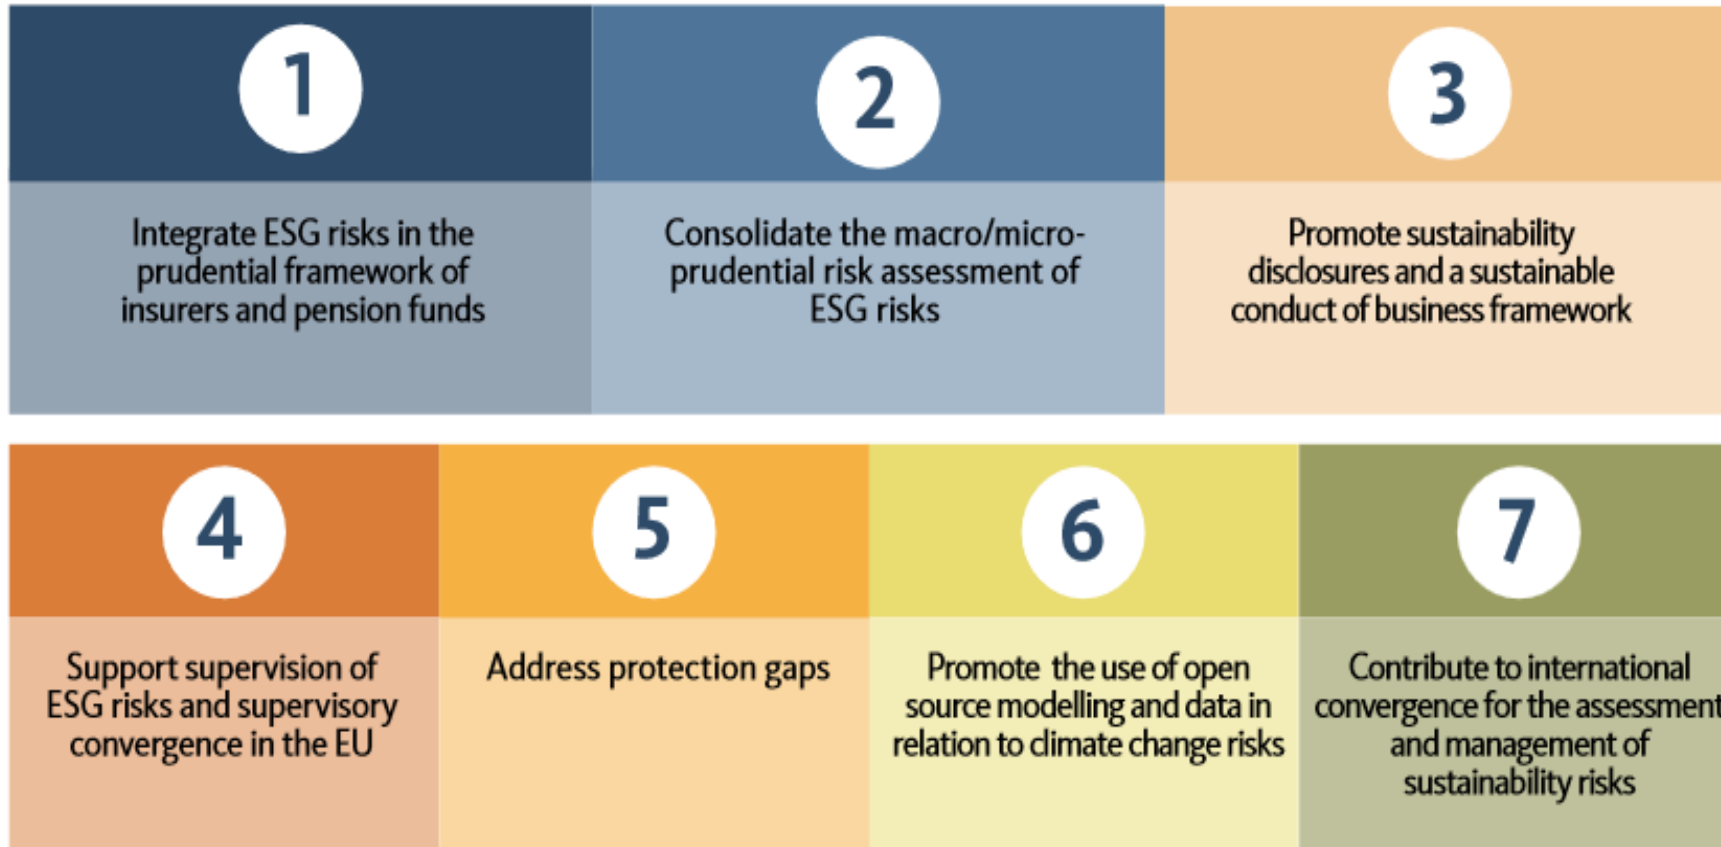 1
Integrate ESG risks in the
prudential framework of
insurers and pension funds
2
Consolidate the macro/micro-
prudential risk assessment of
ESG risks
3
Promote sustainability
disclosures and a sustainable
conduct of business framework
4
Support supervision of
ESG risks and supervisory
convergence in the EU
5
Address protection gaps
6
Promote the use of open
source modelling and data in
relation to climate change risks
7
Contribute to international
convergence for the assessment
and management of
sustainability risks